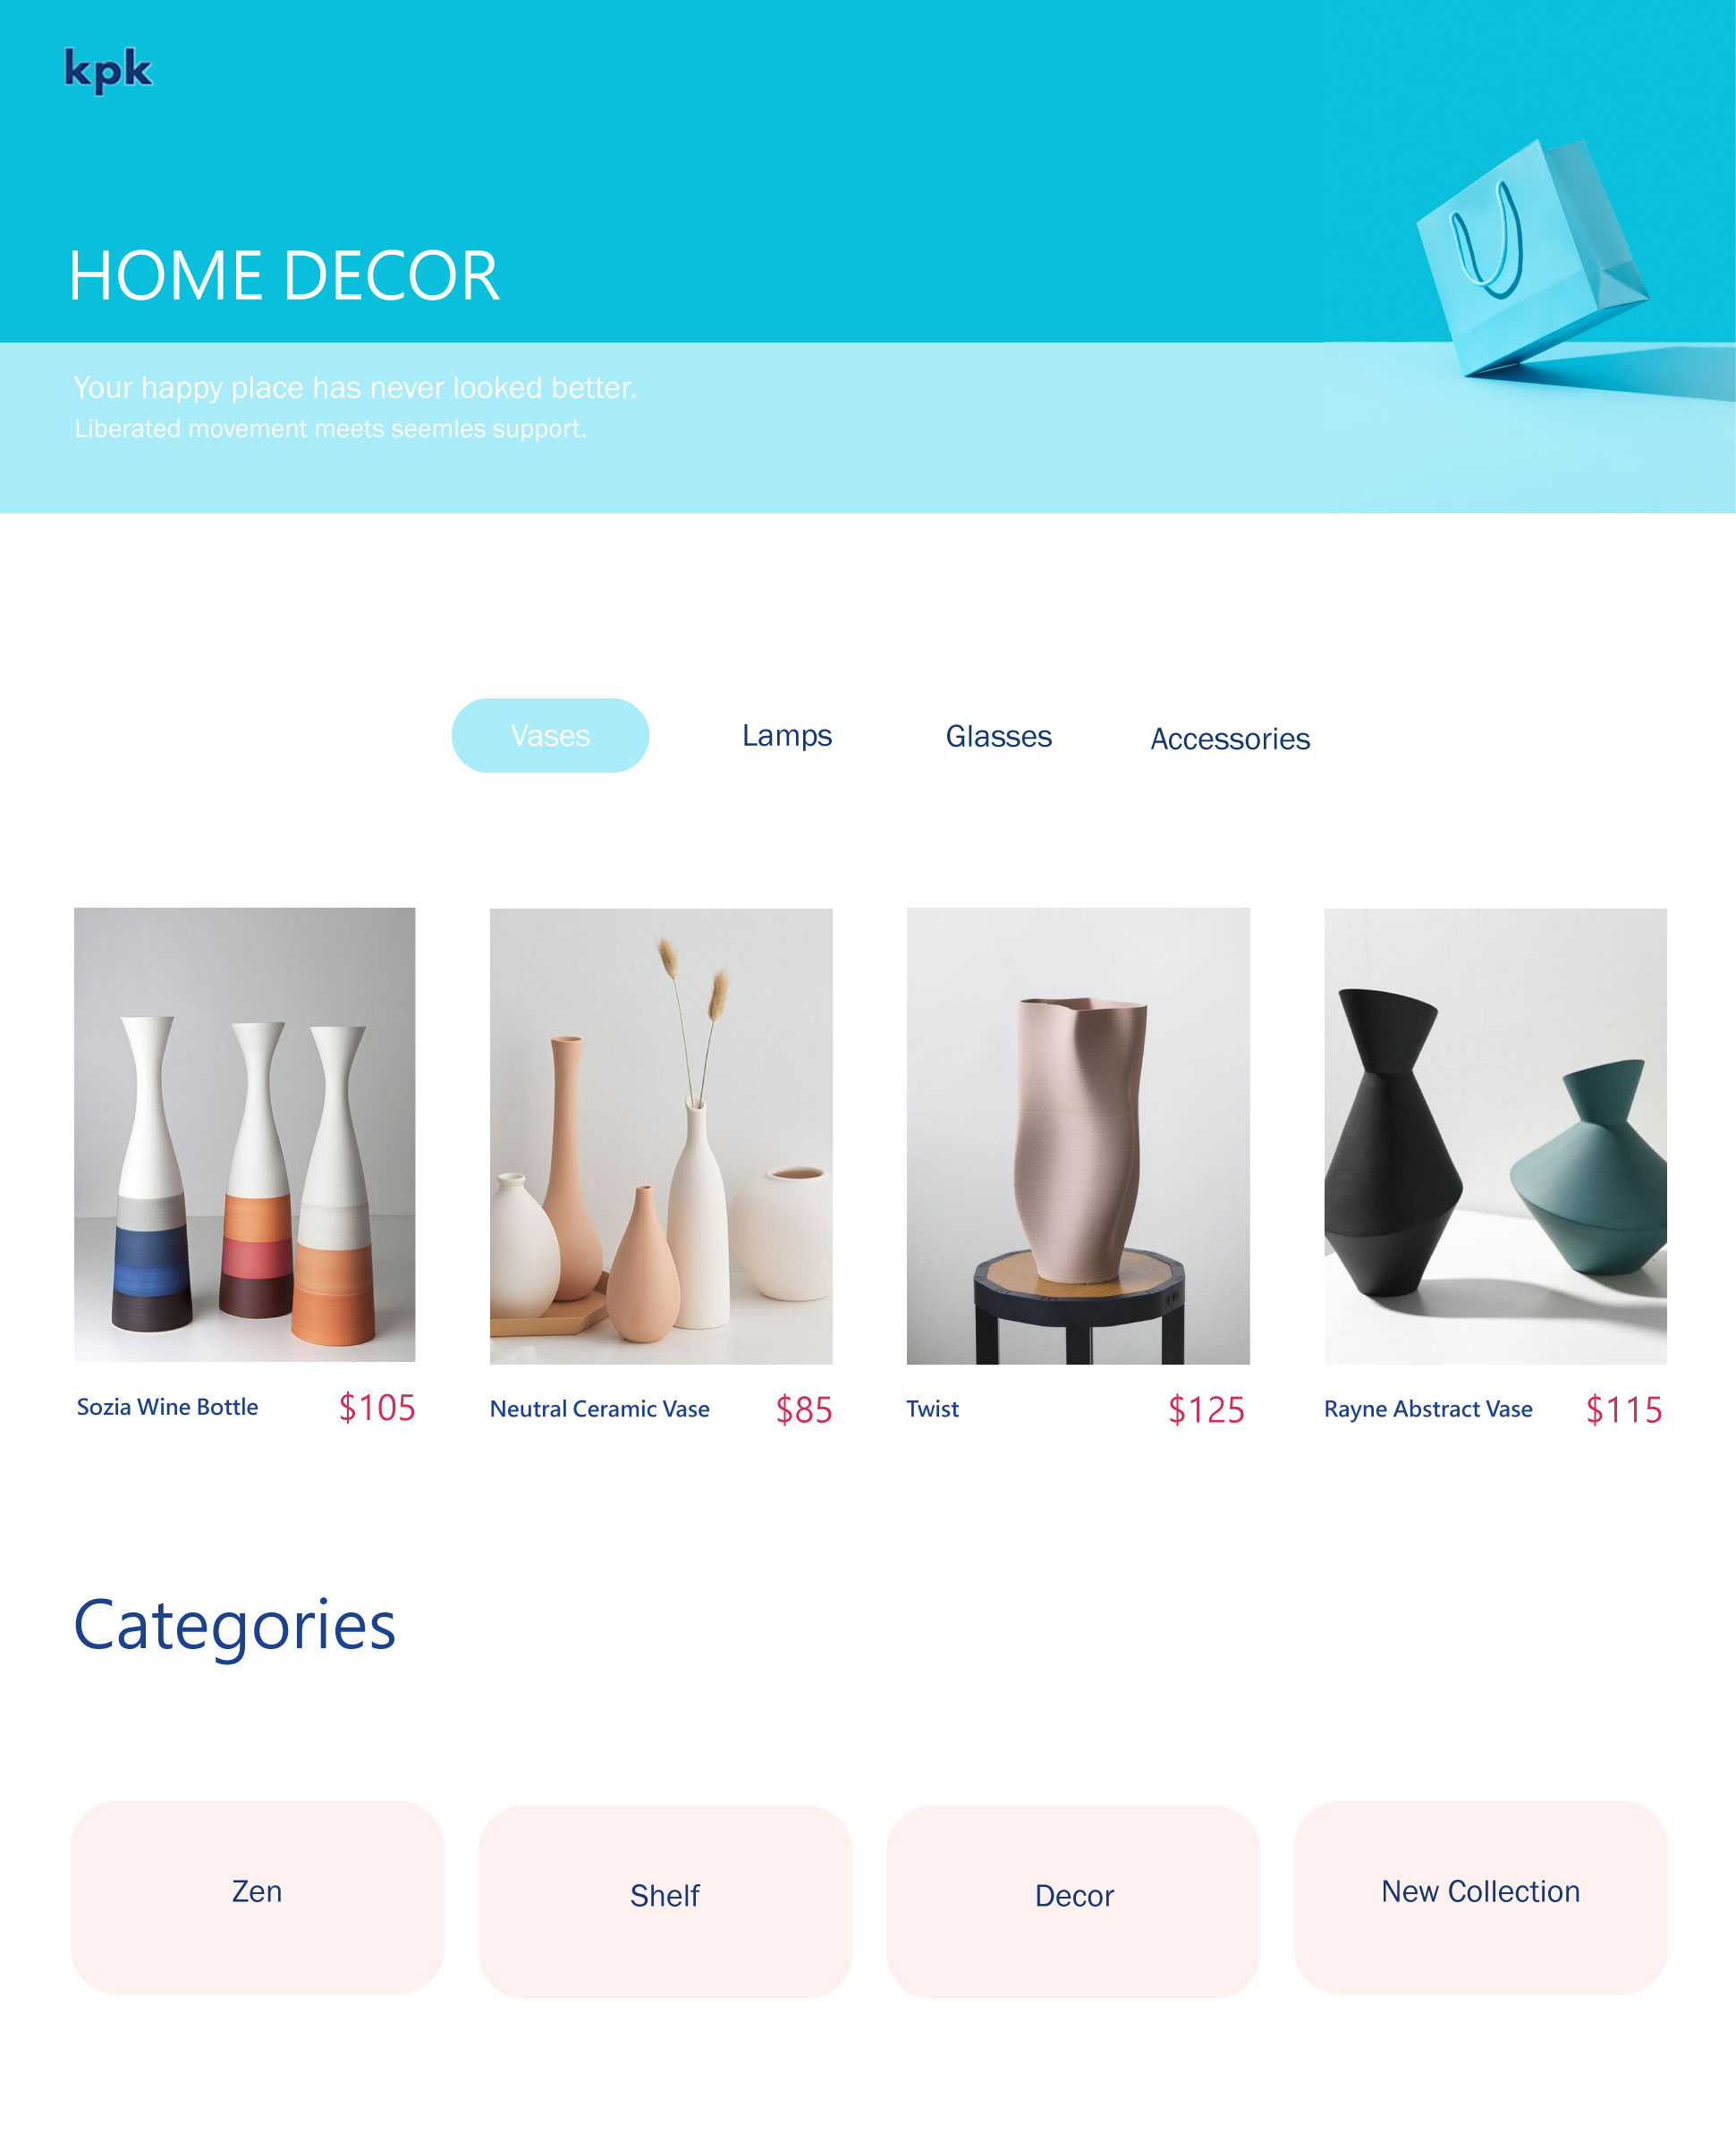 kpk
HOME DECOR
Your happy place has never looked better.
Liberated movement meets seemles support.
Vases Lamps Glasses Accessories
Sozia Wine Bottle $105 Neutral Ceramic Vase $85 Twist $125 Rayne Abstract Vase $115
Categories
Zen Shelf Decor New Collection